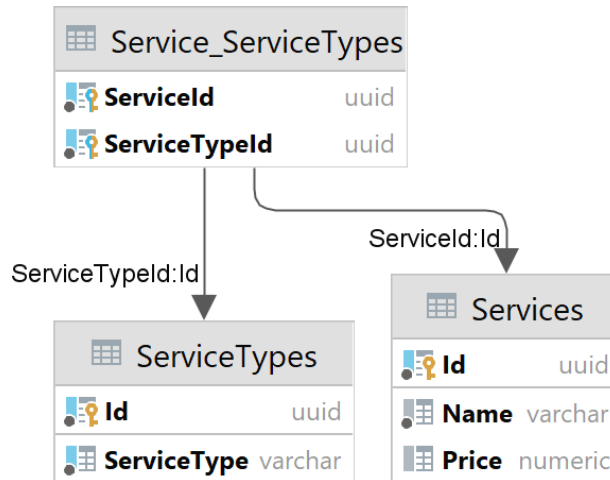 Service_ServiceTypes
ServiceId uuid
ServiceTypeId uuid
ServiceId:Id
ServiceTypeId:Id
Services
ServiceTypes
Id uuid
Id uuid
Name varchar
ServiceType varchar
Price numeric